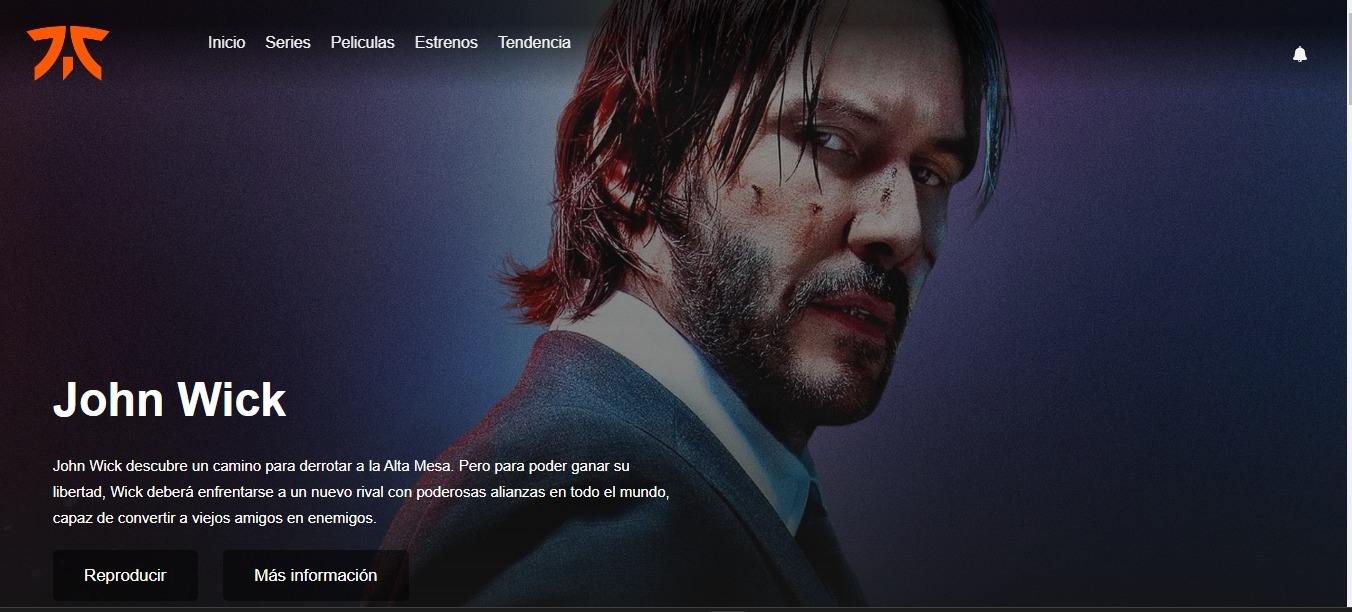 Inicio Series Peliculas Estrenos Tendencia
John Wick
John Wick descubre un camino para derrotar a la Alta Mesa. Pero para poder ganar su
libertad, Wick deberá enfrentarse a un nuevo rival con poderosas alianzas en todo el mundo,
capaz de convertir a viejos amigos en enemigos.
Reproducir Más información